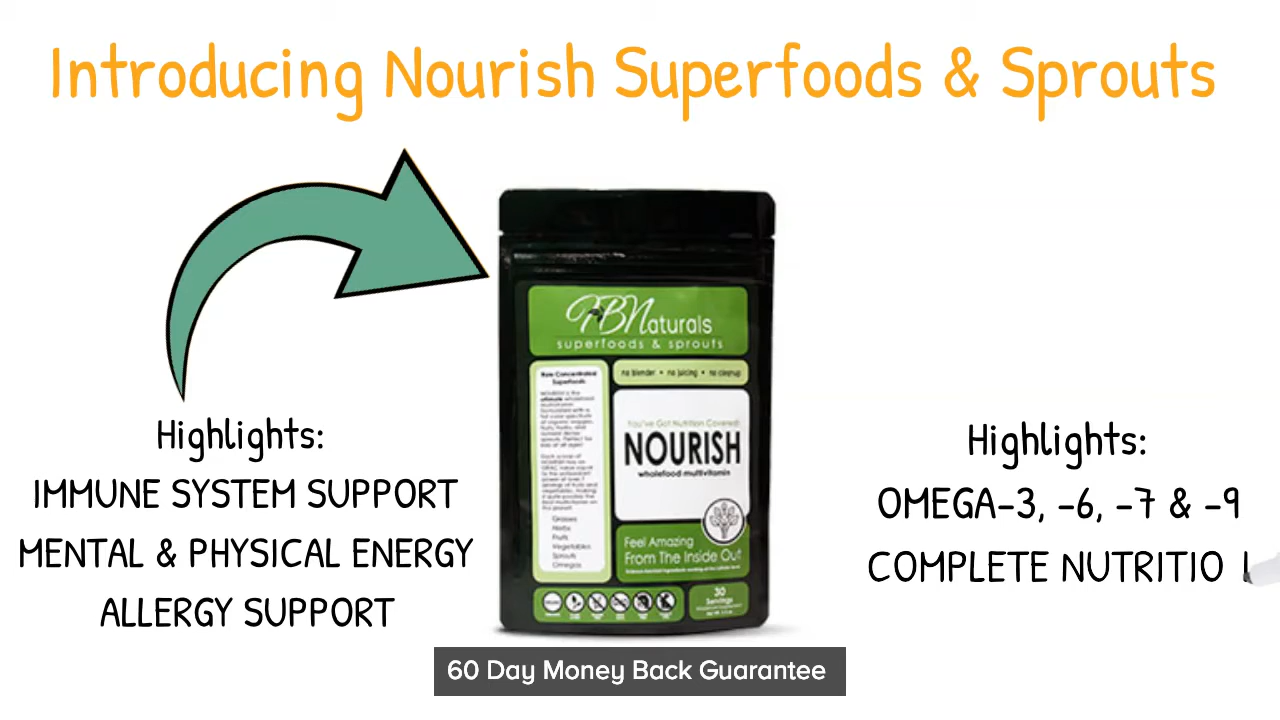 Introducing Nourish Superfoods & Sprouts
Highlights:
IMMUNE SYSTEM SUPPORT
MENTAL & PHYSICAL ENERGY
ALLERGY SUPPORT
FBNaturals
superfoods & sprouts
Raw Concentrated
Superfoods
no blender • no juicing • no cleanup
You've Got Nutrition Covered!
NOURISH
wholefood multivitamin
Grasses
Herbs
Fruits
Vegetables
Sprouts
Omegas
Feel Amazing
From The Inside Out
30
Servings
Highlights:
OMEGA-3, -6, -7 & -9
COMPLETE NUTRITIO
60 Day Money Back Guarantee